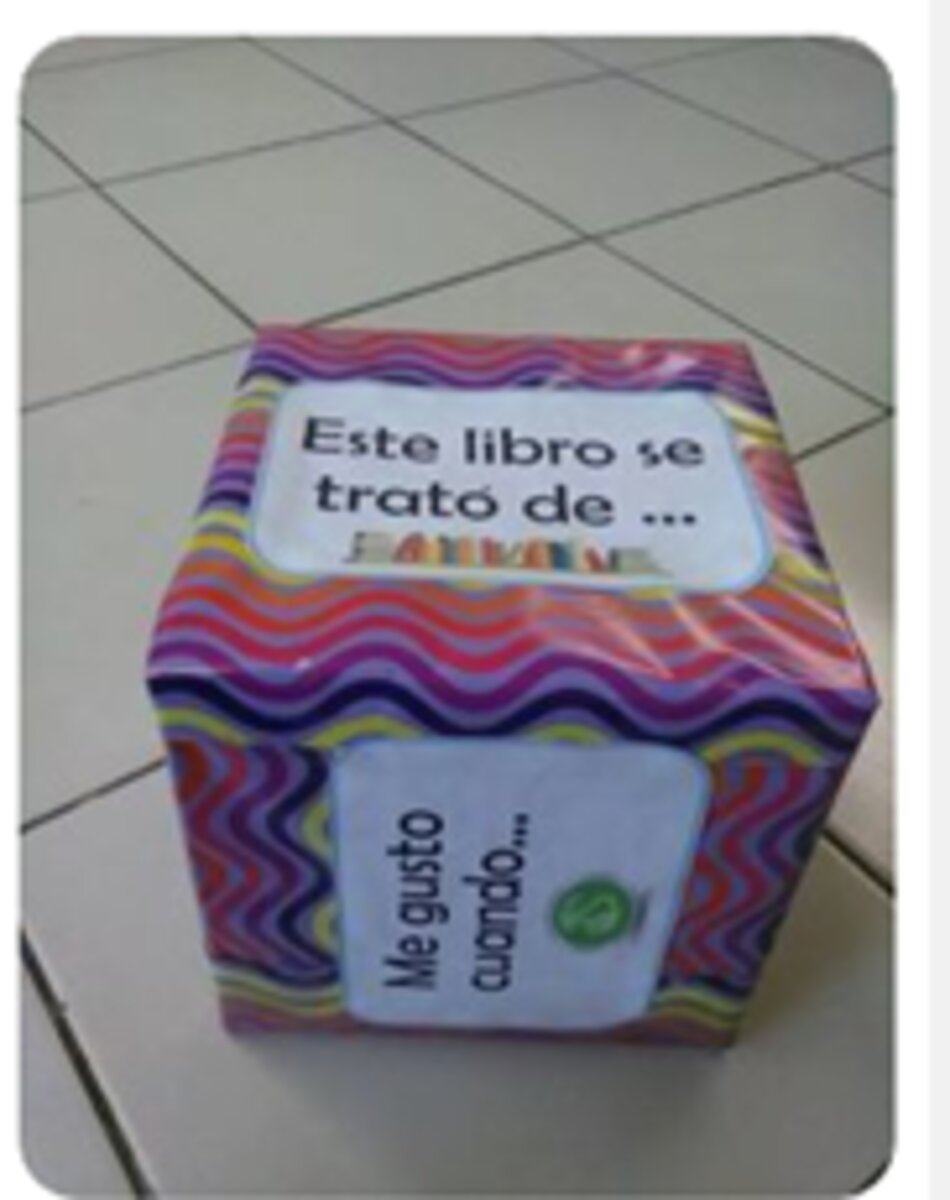 Este libro se
trató de ...
Me gusto
cuando...